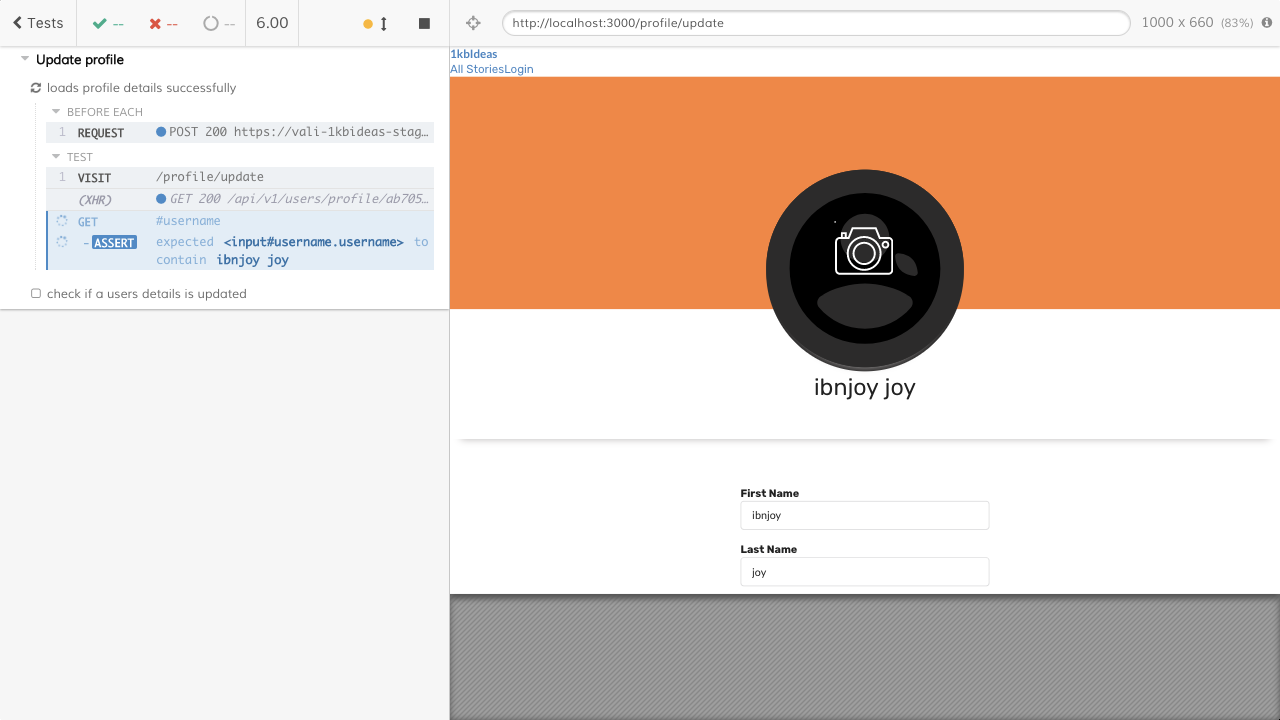 Tests
--
--
--
6.00
http://localhost:3000/profile/update
1000 x 660 (83%)
Update profile
loads profile details successfully
BEFORE EACH
1 REQUEST POST 200 https://vali-1kbideas-stag…
TEST
1 VISIT /profile/update
(XHR) GET 200 /api/v1/users/profile/ab705…
GET #username
- ASSERT expected <input#username.username> to
contain ibnjoy joy
check if a users details is updated
1kbIdeas
All StoriesLogin
ibnjoy joy
First Name
ibnjoy
Last Name
joy